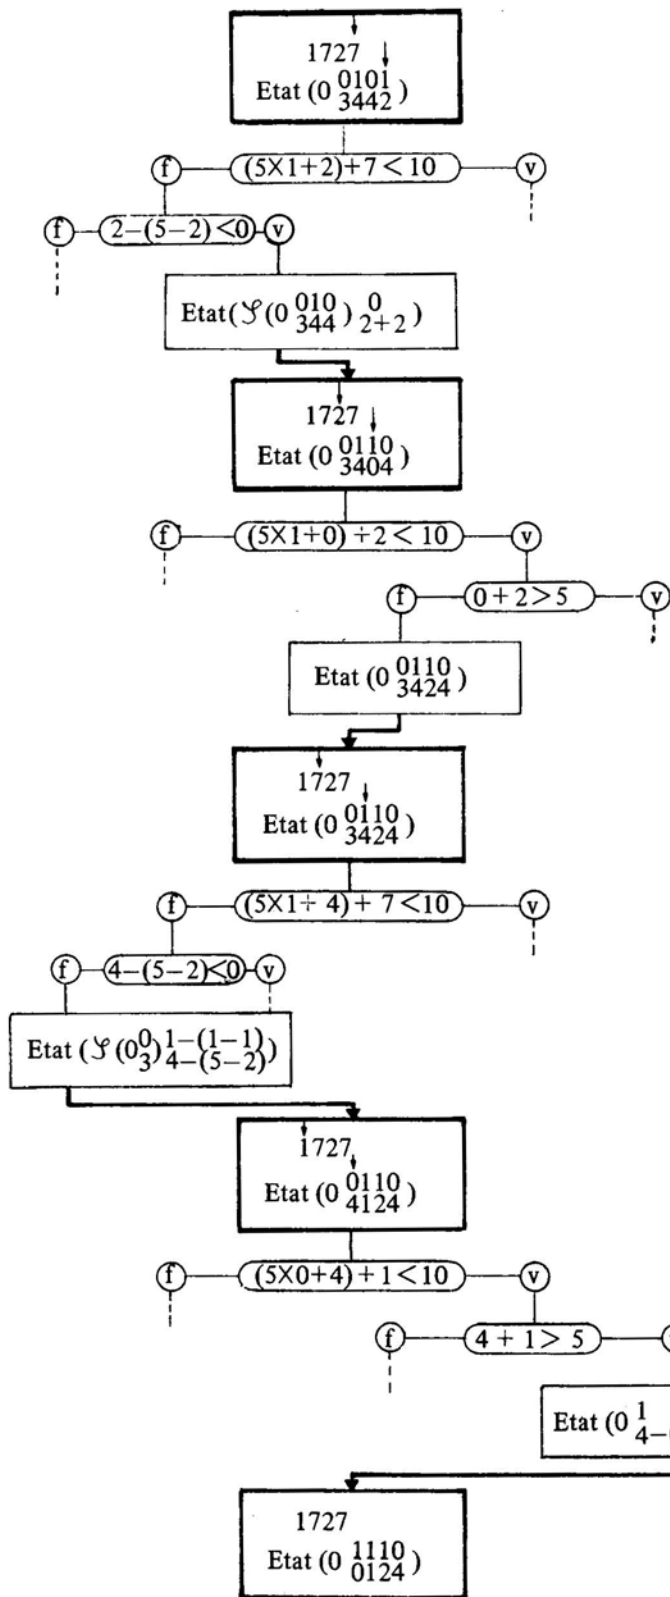 1727
Etat (0 0101
3442 )
f (5×1+2)+7<10 v
f 2−(5−2)<0 v
Etat(𝒮(0 010
344 ) 0
2+2 )
1727
Etat (0 0110
3404 )
f (5×1+0)+2<10 v
f 0+2>5 v
Etat (0 0110
3424 )
1727
Etat (0 0110
3424 )
f (5×1÷4)+ 7<10 v
f 4−(5−2)<0 v
Etat (𝒮(0 0
3 ) 1−(1−1)
4−(5−2) )
1727
Etat (0 0110
4124 )
f (5×0+4)+1<10 v
f 4 + 1> 5
Etat (0 1
4−
1727
Etat (0 1110
0124 )